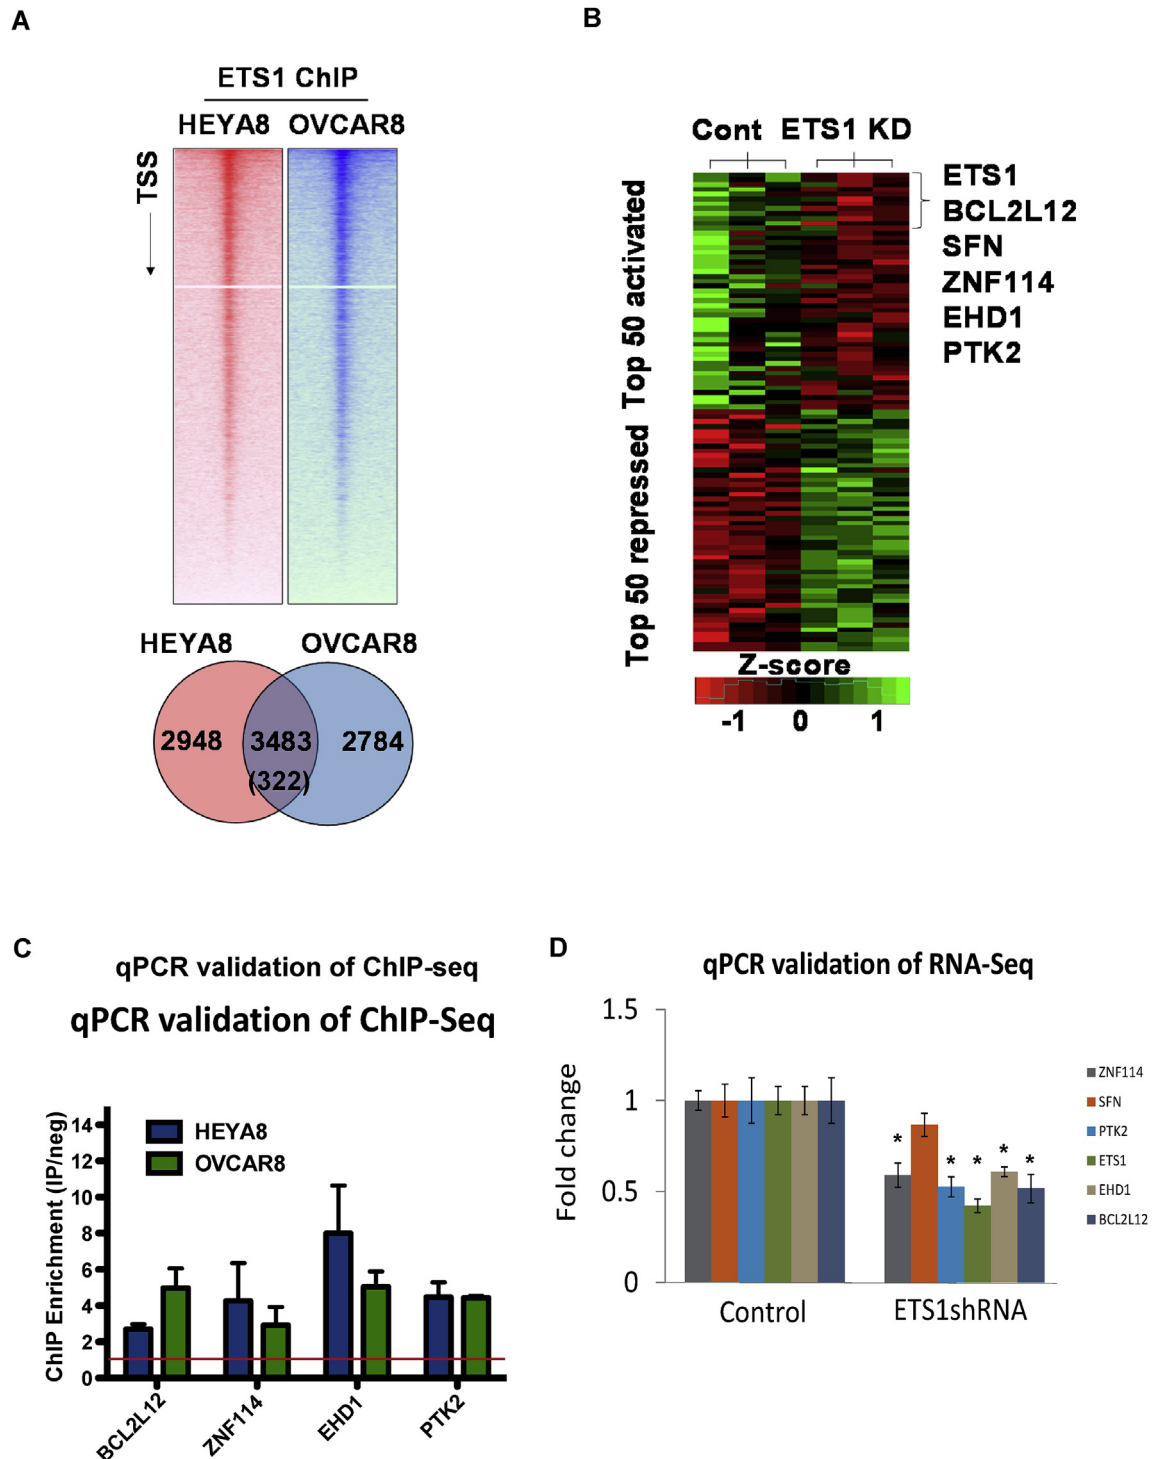 A
ETS1 ChIP
HEYA8 OVCAR8
TSS
HEYA8 OVCAR8
2948 3483 2784
(322)
B
Cont ETS1 KD
Top 50 activated
Top 50 repressed
ETS1
BCL2L12
SFN
ZNF114
EHD1
PTK2
Z-score
-1 0 1
C
qPCR validation of ChIP-seq
qPCR validation of ChIP-Seq
ChIP Enrichment (IP/neg)
14
12
10
8
6
4
2
0
HEYA8
OVCAR8
BCL2L12 ZNF114 EHD1 PTK2
D
qPCR validation of RNA-Seq
Fold change
1.5
1
0.5
0
* * * * *
Control ETS1shRNA
ZNF114
SFN
PTK2
ETS1
EHD1
BCL2L12